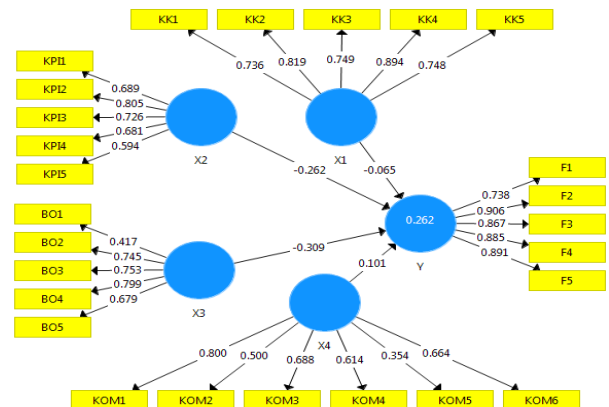 KK1 KK2 KK3 KK4 KK5
0.736 0.819 0.749 0.894 0.748
X1
KPI1
KPI2
KPI3
KPI4
KPI5
0.689
0.805
0.726
0.681
0.594
X2
-0.262
-0.065
F1
F2
F3
F4
F5
0.738
0.906
0.867
0.885
0.891
0.262
Y
BO1
BO2
BO3
BO4
BO5
0.417
0.745
0.753
0.799
0.679
X3
-0.309
0.101
X4
0.800 0.500 0.688 0.614 0.354 0.664
KOM1 KOM2 KOM3 KOM4 KOM5 KOM6